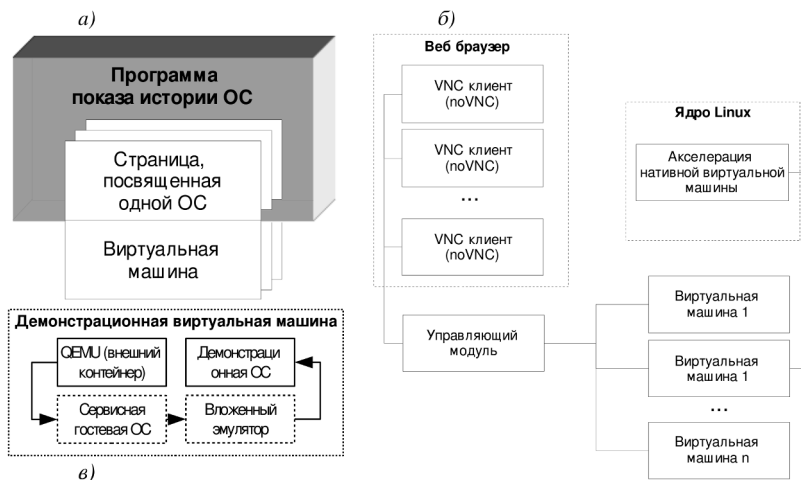 а)
Программа
показа истории ОС
Страница,
посвященная
одной ОС
Виртуальная
машина
Демонстрационная виртуальная машина
QEMU (внешний
контейнер)
Демонстраци
онная ОС
Сервисная
гостевая ОС
Вложенный
эмулятор
в)
б)
Веб браузер
VNC клиент
(noVNC)
VNC клиент
(noVNC)
...
VNC клиент
(noVNC)
Управляющий
модуль
Ядро Linux
Акселерация
нативной виртуальной
машины
Виртуальная
машина 1
Виртуальная
машина 1
...
Виртуальная
машина n